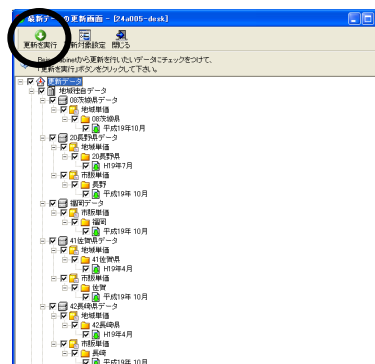 最新データの更新画面 - [24a005-desk]
更新を実行 更新対象設定 閉じる
から更新を行いたいデータにチェックをつけて、
「更新を実行」ボタンをクリックして下さい。
更新データ
地域独自データ
08茨城県データ
地域単価
08茨城県
平成19年10月
20長野県データ
地域単価
20長野県
H19年7月
市販単価
長野
平成19年 10月
福岡データ
市販単価
福岡
平成19年 10月
41佐賀県データ
地域単価
41佐賀県
H19年4月
市販単価
佐賀
平成19年 10月
42長崎県データ
地域単価
42長崎県
H19年4月
市販単価
長崎
平成19年 10月